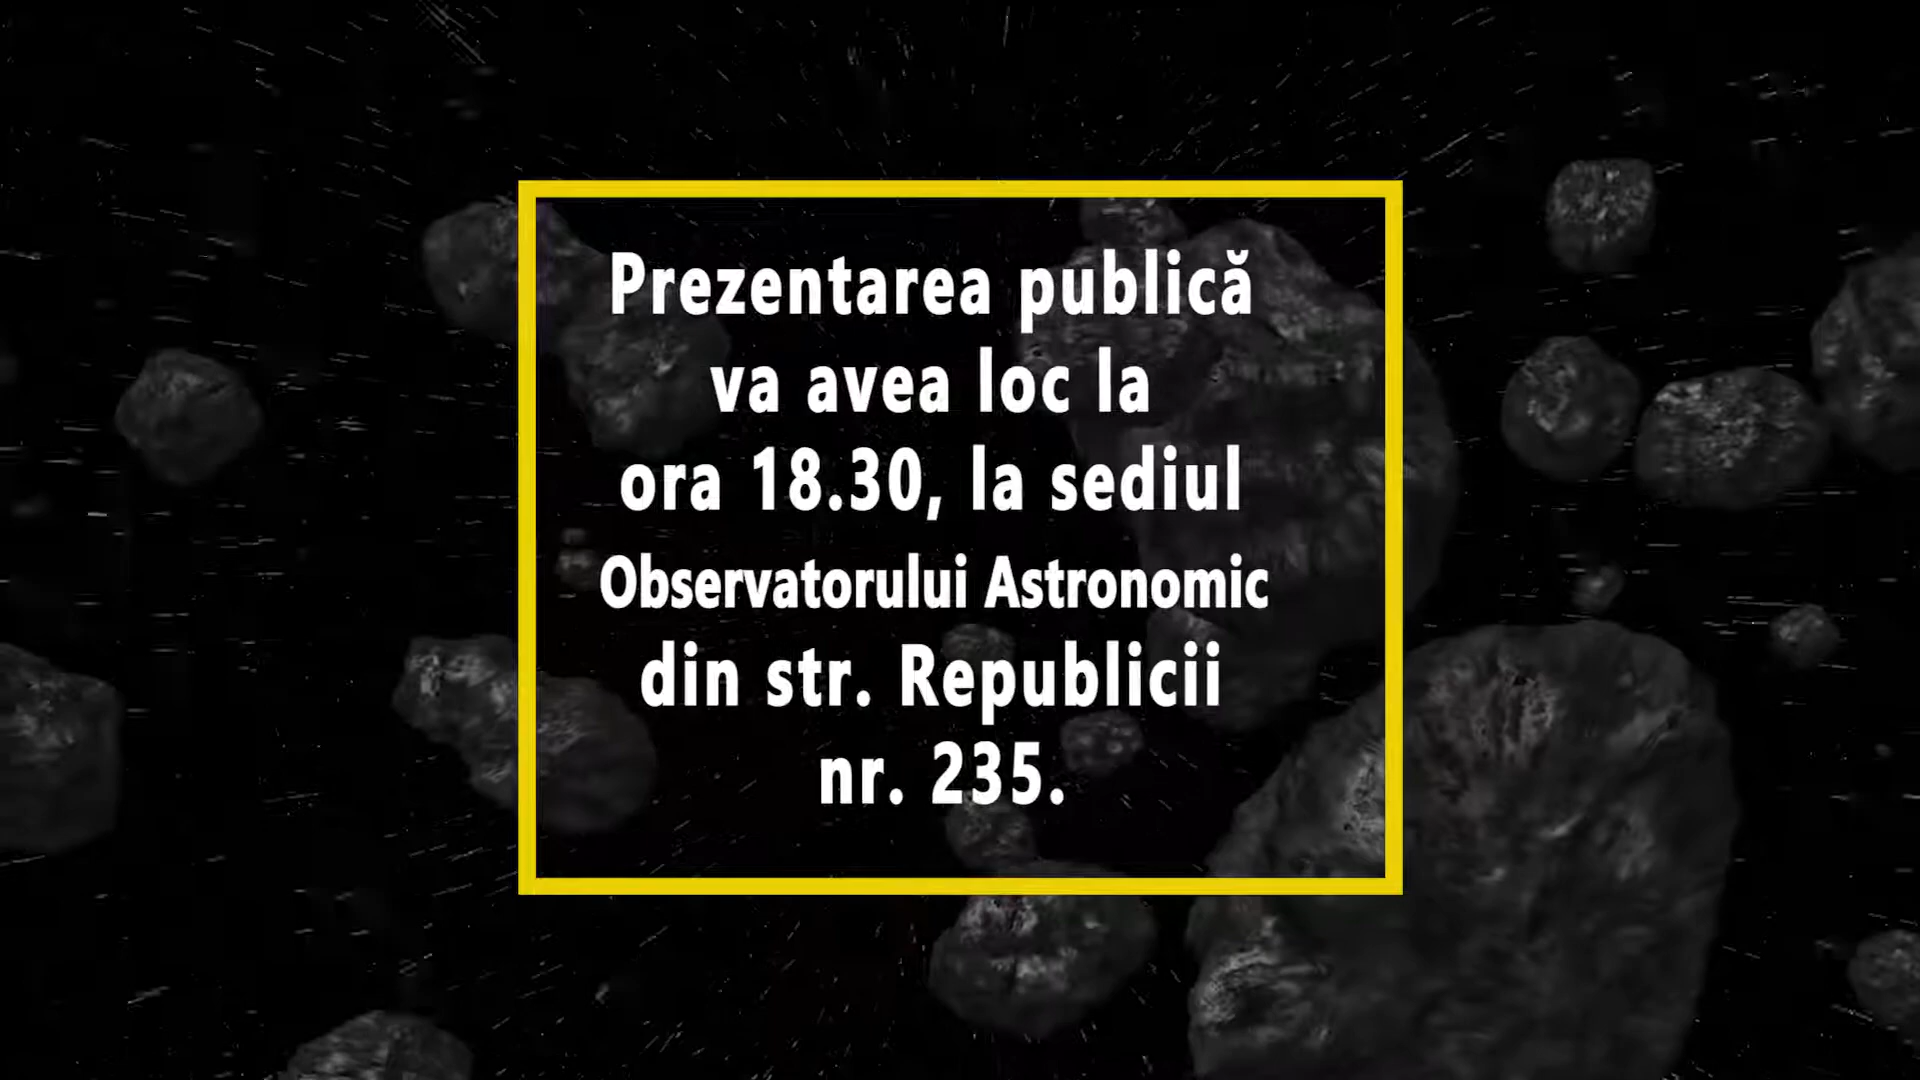 Prezentarea publică
va avea loc la
ora 18.30, la sediul
Observatorului Astronomic
din str. Republicii
nr. 235.